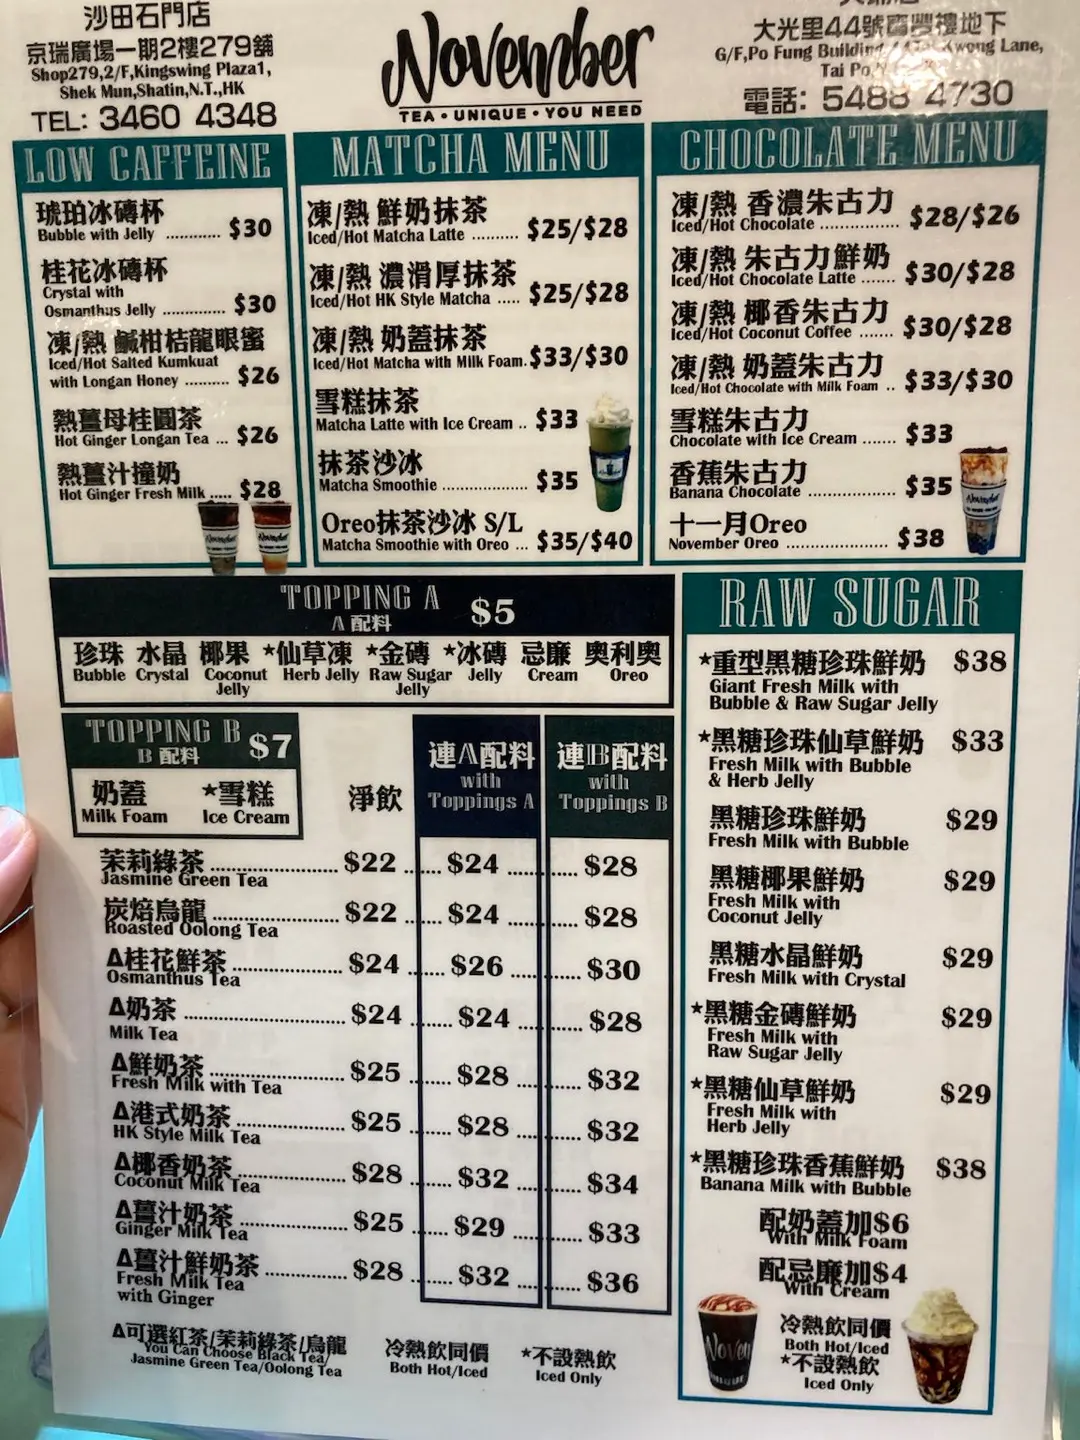 沙田石門店
京瑞廣場一期2樓279舖
Shop279,2/F,Kingswing Plaza1,
Shek Mun,Shatin,N.T.,HK
TEL: 3460 4348
November
TEA • UNIQUE • YOU NEED
大光里44號寶豐樓地下
G/F,Po Fung Building, Kwong Lane,
Tai Po,N
電話: 5488 4730
LOW CAFFEINE
琥珀冰磚杯
Bubble with Jelly ............ $30
桂花冰磚杯
Crystal with
Osmanthus Jelly ............. $30
凍/熱 鹹柑桔龍眼蜜
Iced/Hot Salted Kumkuat
with Longan Honey .......... $26
熱薑母桂圓茶
Hot Ginger Longan Tea ... $26
熱薑汁撞奶
Hot Ginger Fresh Milk ..... $28
MATCHA MENU
凍/熱 鮮奶抹茶
Iced/Hot Matcha Latte ......... $25/$28
凍/熱 濃滑厚抹茶
Iced/Hot HK Style Matcha ..... $25/$28
凍/熱 奶蓋抹茶
Iced/Hot Matcha with Milk Foam. $33/$30
雪糕抹茶
Matcha Latte with Ice Cream .. $33
抹茶沙冰
Matcha Smoothie .................. $35
Oreo抹茶沙冰 S/L
Matcha Smoothie with Oreo ... $35/$40
CHOCOLATE MENU
凍/熱 香濃朱古力
Iced/Hot Chocolate ................ $28/$26
凍/熱 朱古力鮮奶
Iced/Hot Chocolate Latte ....... $30/$28
凍/熱 椰香朱古力
Iced/Hot Coconut Coffee ....... $30/$28
凍/熱 奶蓋朱古力
Iced/Hot Chocolate with Milk Foam .. $33/$30
雪糕朱古力
Chocolate with Ice Cream ....... $33
香蕉朱古力
Banana Chocolate .................. $35
十一月Oreo
November Oreo ..................... $38
TOPPING A
A 配料
$5
珍珠 水晶 椰果 *仙草凍 *金磚 *冰磚 忌廉 奧利奧
Bubble Crystal Coconut Herb Jelly Raw Sugar Jelly Cream Oreo
Jelly Jelly
TOPPING B
B 配料
$7
奶蓋 *雪糕
Milk Foam Ice Cream
淨飲
連A配料
with
Toppings A
連B配料
with
Toppings B
茉莉綠茶 ............ $22 ...... $24 ............ $28
Jasmine Green Tea
炭焙烏龍 ............ $22 ...... $24 ............ $28
Roasted Oolong Tea
Δ桂花鮮茶 ............ $24 ...... $26 ............ $30
Osmanthus Tea
Δ奶茶 ............ $24 ...... $24 ............ $28
Milk Tea
Δ鮮奶茶 ............ $25 ...... $28 ............ $32
Fresh Milk with Tea
Δ港式奶茶 ............ $25 ...... $28 ............ $32
HK Style Milk Tea
Δ椰香奶茶 ............ $28 ...... $32 ............ $34
Coconut Milk Tea
Δ薑汁奶茶 ............ $25 ...... $29 ............ $33
Ginger Milk Tea
Δ薑汁鮮奶茶 ............ $28 ...... $32 ............ $36
Fresh Milk Tea
with Ginger
Δ可選紅茶/茉莉綠茶/烏龍
You Can Choose Black Tea/
Jasmine Green Tea/Oolong Tea
冷熱飲同價
Both Hot/Iced
*不設熱飲
Iced Only
RAW SUGAR
*重型黑糖珍珠鮮奶 $38
Giant Fresh Milk with
Bubble & Raw Sugar Jelly
*黑糖珍珠仙草鮮奶 $33
Fresh Milk with Bubble
& Herb Jelly
黑糖珍珠鮮奶 $29
Fresh Milk with Bubble
黑糖椰果鮮奶 $29
Fresh Milk with
Coconut Jelly
黑糖水晶鮮奶 $29
Fresh Milk with Crystal
*黑糖金磚鮮奶 $29
Fresh Milk with
Raw Sugar Jelly
*黑糖仙草鮮奶 $29
Fresh Milk with
Herb Jelly
*黑糖珍珠香蕉鮮奶 $38
Banana Milk with Bubble
配奶蓋加$6
With Milk Foam
配忌廉加$4
With Cream
冷熱飲同價
Both Hot/Iced
*不設熱飲
Iced Only